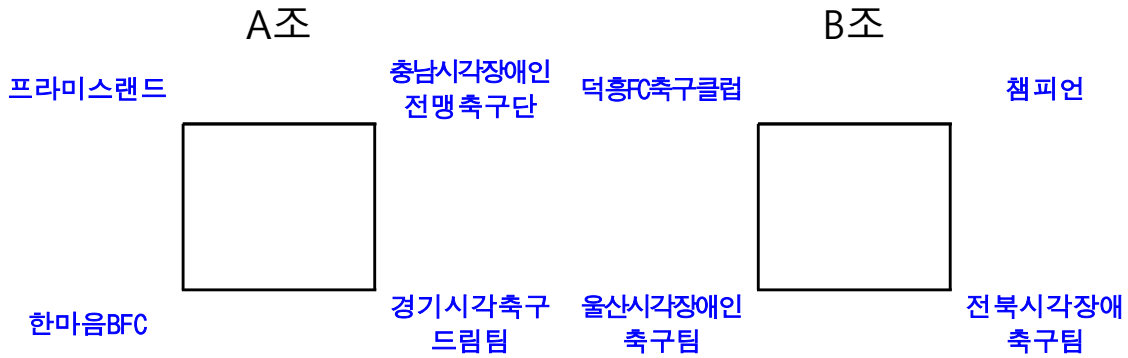 A조
B조
프라미스랜드
충남시각장애인
전맹축구단
덕흥FC축구클럽
챔피언
한마음BFC
경기시각축구
드림팀
울산시각장애인
축구팀
전북시각장애
축구팀